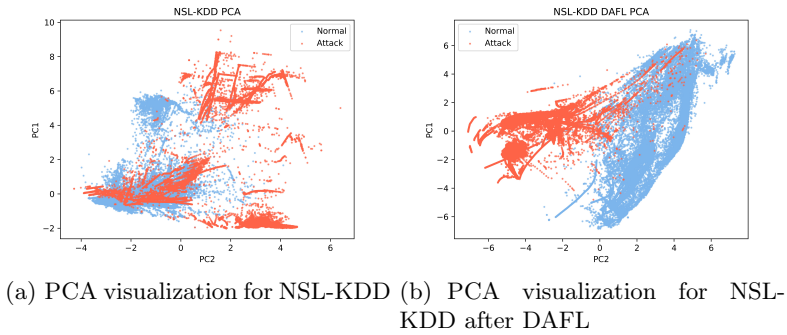 NSL-KDD PCA
10
8
6
4
2
0
−2
PC1
−4
−2
0
2
4
6
PC2
Normal
Attack
NSL-KDD DAFL PCA
6
4
2
0
−2
−4
−6
PC1
−6
−4
−2
0
2
4
6
PC2
Normal
Attack
(a) PCA visualization for NSL-KDD
(b) PCA visualization for NSL-
KDD after DAFL